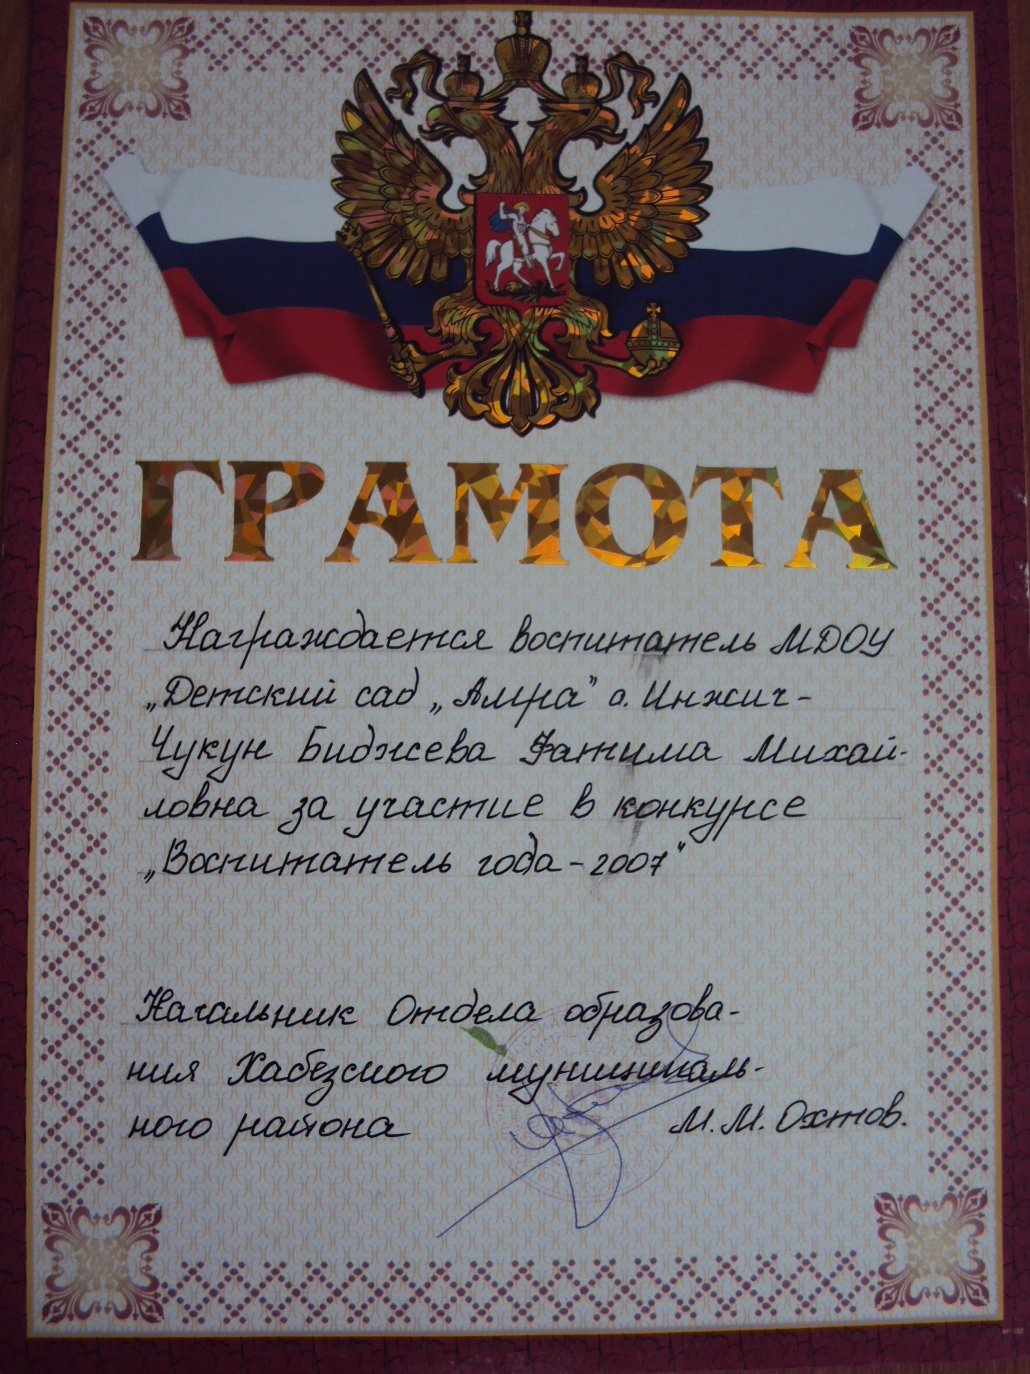 ГРАМОТА
Награждается воспитатель МДОУ
„Детский сад „Амра" а. Инжич-
Чукун Биджева Фатима Михай-
ловна за участие в конкурсе
„Воспитатель года-2007"
Начальник Отдела образова-
ния Хабезского муниципаль-
ного района М.М. Охтов.